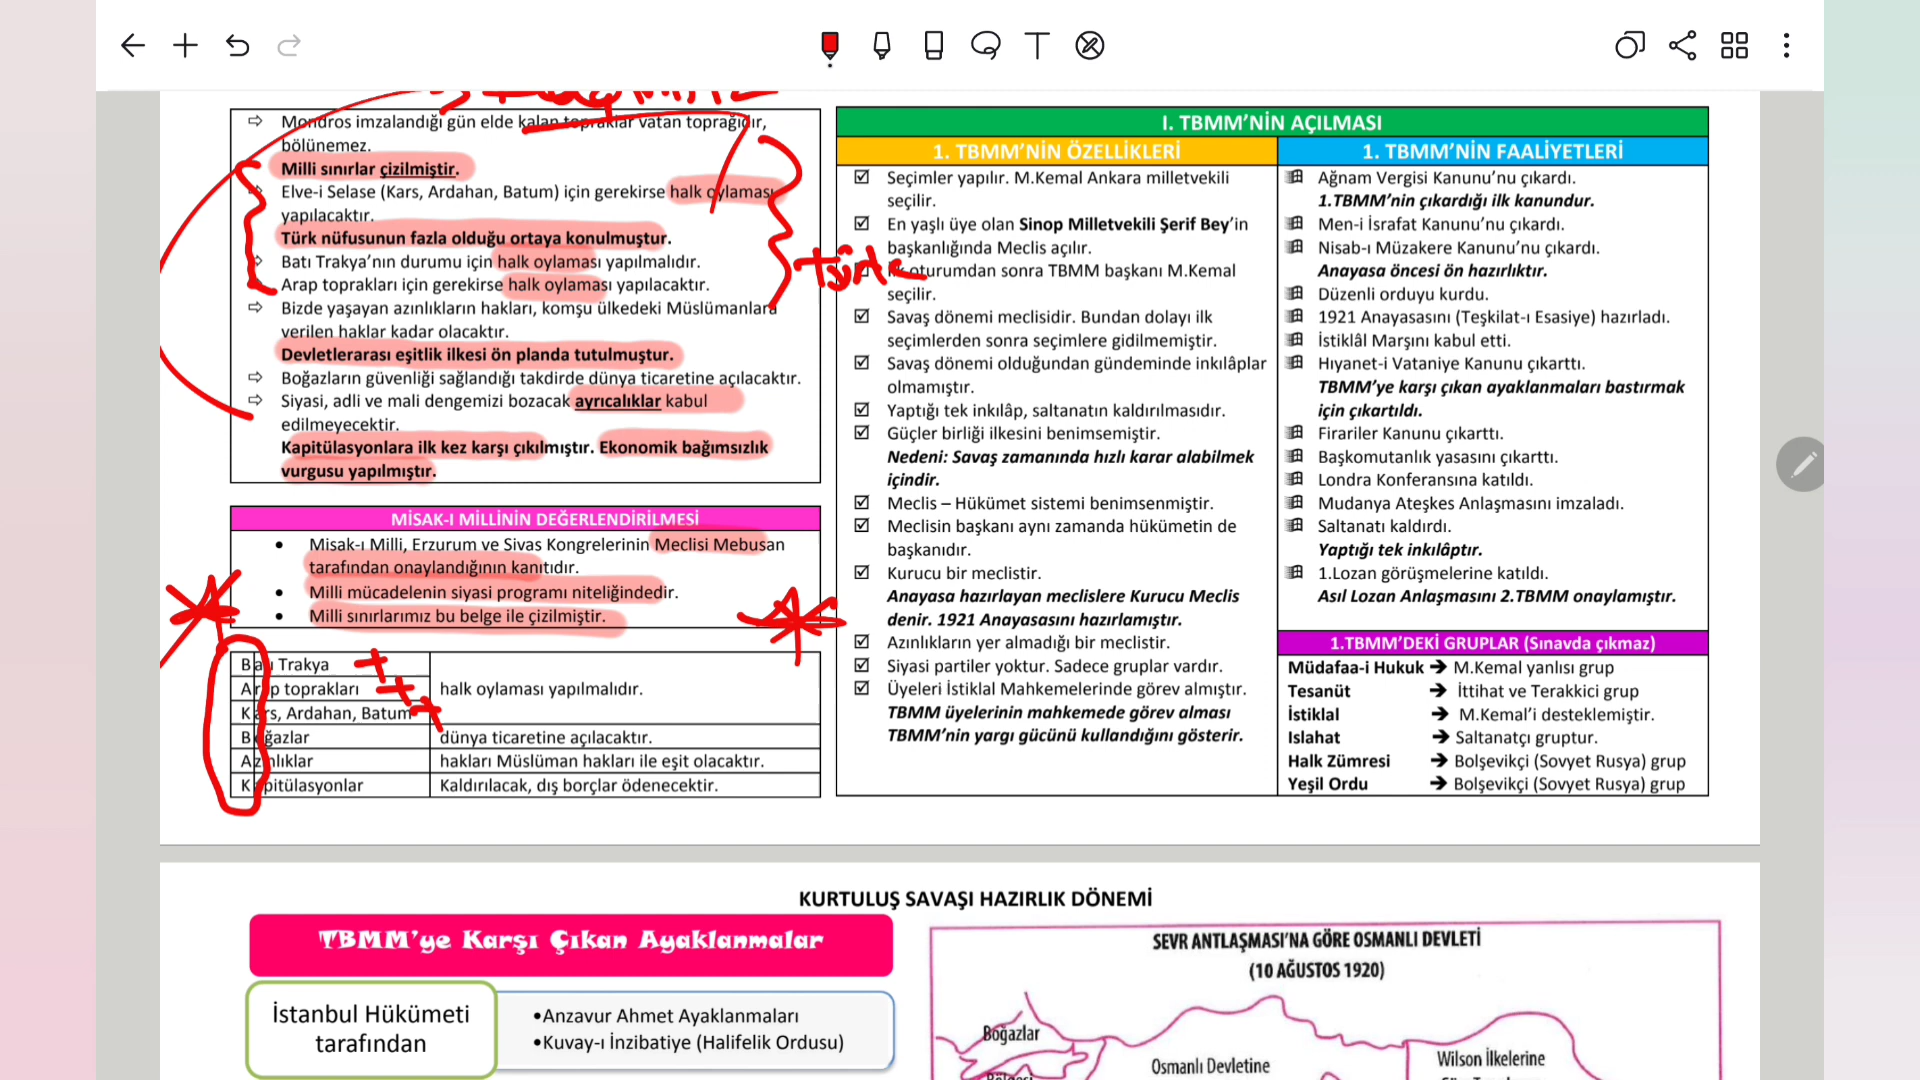 Mondros imzalandığı gün elde kalan topraklar vatan toprağıdır,
bölünemez.
Milli sınırlar çizilmiştir.
Elve-i Selase (Kars, Ardahan, Batum) için gerekirse halk oylaması
yapılacaktır.
Türk nüfusunun fazla olduğu ortaya konulmuştur.
Batı Trakya’nın durumu için halk oylaması yapılmalıdır.
Arap toprakları için gerekirse halk oylaması yapılacaktır.
Bizde yaşayan azınlıkların hakları, komşu ülkedeki Müslümanlara
verilen haklar kadar olacaktır.
Devletlerarası eşitlik ilkesi ön planda tutulmuştur.
Boğazların güvenliği sağlandığı takdirde dünya ticaretine açılacaktır.
Siyasi, adli ve mali dengemizi bozacak ayrıcalıklar kabul
edilmeyecektir.
Kapitülasyonlara ilk kez karşı çıkılmıştır. Ekonomik bağımsızlık
vurgusu yapılmıştır.
MİSAK-I MİLLİNİN DEĞERLENDİRİLMESİ
• Misak-ı Milli, Erzurum ve Sivas Kongrelerinin Meclisi Mebusan
tarafından onaylandığının kanıtıdır.
• Milli mücadelenin siyasi programı niteliğindedir.
• Milli sınırlarımız bu belge ile çizilmiştir.
Batı Trakya
Arap toprakları
Kars, Ardahan, Batum
halk oylaması yapılmalıdır.
Boğazlar dünya ticaretine açılacaktır.
Azınlıklar hakları Müslüman hakları ile eşit olacaktır.
Kapitülasyonlar Kaldırılacak, dış borçlar ödenecektir.
I. TBMM’NİN AÇILMASI
1. TBMM’NİN ÖZELLİKLERİ
Seçimler yapılır. M.Kemal Ankara milletvekili
seçilir.
En yaşlı üye olan Sinop Milletvekili Şerif Bey’in
başkanlığında Meclis açılır.
İlk oturumdan sonra TBMM başkanı M.Kemal
seçilir.
Savaş dönemi meclisidir. Bundan dolayı ilk
seçimlerden sonra seçimlere gidilmemiştir.
Savaş dönemi olduğundan gündeminde inkılâplar
olmamıştır.
Yaptığı tek inkılâp, saltanatın kaldırılmasıdır.
Güçler birliği ilkesini benimsemiştir.
Nedeni: Savaş zamanında hızlı karar alabilmek
içindir.
Meclis – Hükümet sistemi benimsenmiştir.
Meclisin başkanı aynı zamanda hükümetin de
başkanıdır.
Kurucu bir meclistir.
Anayasa hazırlayan meclislere Kurucu Meclis
denir. 1921 Anayasasını hazırlamıştır.
Azınlıkların yer almadığı bir meclistir.
Siyasi partiler yoktur. Sadece gruplar vardır.
Üyeleri İstiklal Mahkemelerinde görev almıştır.
TBMM üyelerinin mahkemede görev alması
TBMM’nin yargı gücünü kullandığını gösterir.
1. TBMM’NİN FAALİYETLERİ
Ağnam Vergisi Kanunu’nu çıkardı.
1.TBMM’nin çıkardığı ilk kanundur.
Men-i İsrafat Kanunu’nu çıkardı.
Nisab-ı Müzakere Kanunu’nu çıkardı.
Anayasa öncesi ön hazırlıktır.
Düzenli orduyu kurdu.
1921 Anayasasını (Teşkilat-ı Esasiye) hazırladı.
İstiklâl Marşını kabul etti.
Hıyanet-i Vataniye Kanunu çıkarttı.
TBMM’ye karşı çıkan ayaklanmaları bastırmak
için çıkartıldı.
Firariler Kanunu çıkarttı.
Başkomutanlık yasasını çıkarttı.
Londra Konferansına katıldı.
Mudanya Ateşkes Anlaşmasını imzaladı.
Saltanatı kaldırdı.
Yaptığı tek inkılâptır.
1.Lozan görüşmelerine katıldı.
Asıl Lozan Anlaşmasını 2.TBMM onaylamıştır.
1.TBMM’DEKİ GRUPLAR (Sınavda çıkmaz)
Müdafaa-i Hukuk ➔ M.Kemal yanlısı grup
Tesanüt ➔ İttihat ve Terakkici grup
İstiklal ➔ M.Kemal’i desteklemiştir.
Islahat ➔ Saltanatçı gruptur.
Halk Zümresi ➔ Bolşevikçi (Sovyet Rusya) grup
Yeşil Ordu ➔ Bolşevikçi (Sovyet Rusya) grup
KURTULUŞ SAVAŞI HAZIRLIK DÖNEMİ
TBMM’ye Karşı Çıkan Ayaklanmalar
İstanbul Hükümeti
tarafından
•Anzavur Ahmet Ayaklanmaları
•Kuvay-ı İnzibatiye (Halifelik Ordusu)
SEVR ANTLAŞMASI’NA GÖRE OSMANLI DEVLETİ
(10 AĞUSTOS 1920)
Boğazlar
Bölgesi
Osmanlı Devletine
Wilson İlkelerine